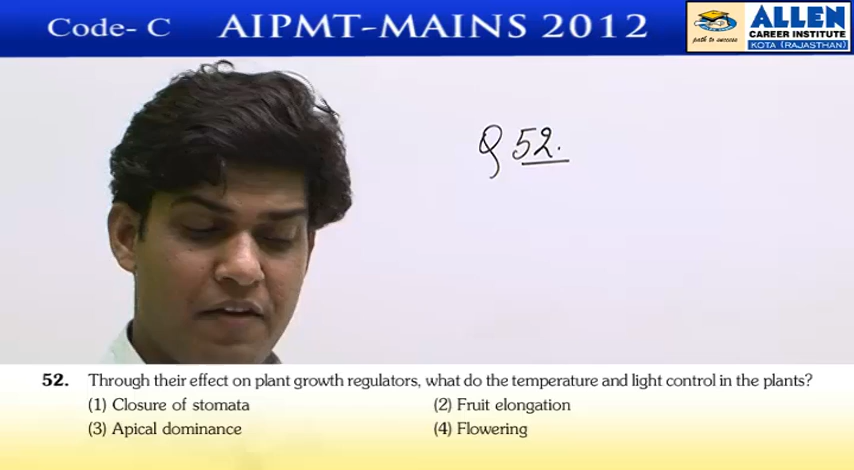 Code- C AIPMT-MAINS 2012
ALLEN
CAREER INSTITUTE
KOTA (RAJASTHAN)
path to success
Q 52.
52. Through their effect on plant growth regulators, what do the temperature and light control in the plants?
(1) Closure of stomata (2) Fruit elongation
(3) Apical dominance (4) Flowering